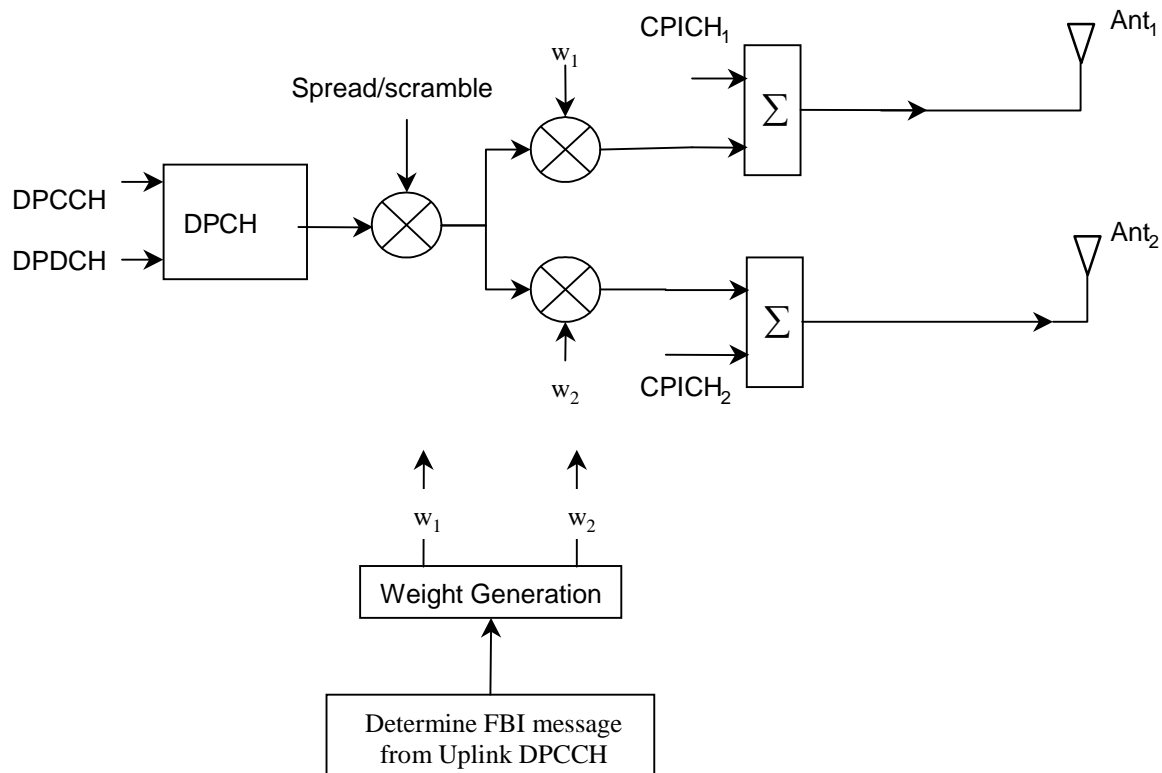 CPICH1
Ant1
w1
Spread/scramble
∑
DPCCH
DPCH
DPDCH
Ant2
∑
w2
CPICH2
w1 w2
Weight Generation
Determine FBI message
from Uplink DPCCH